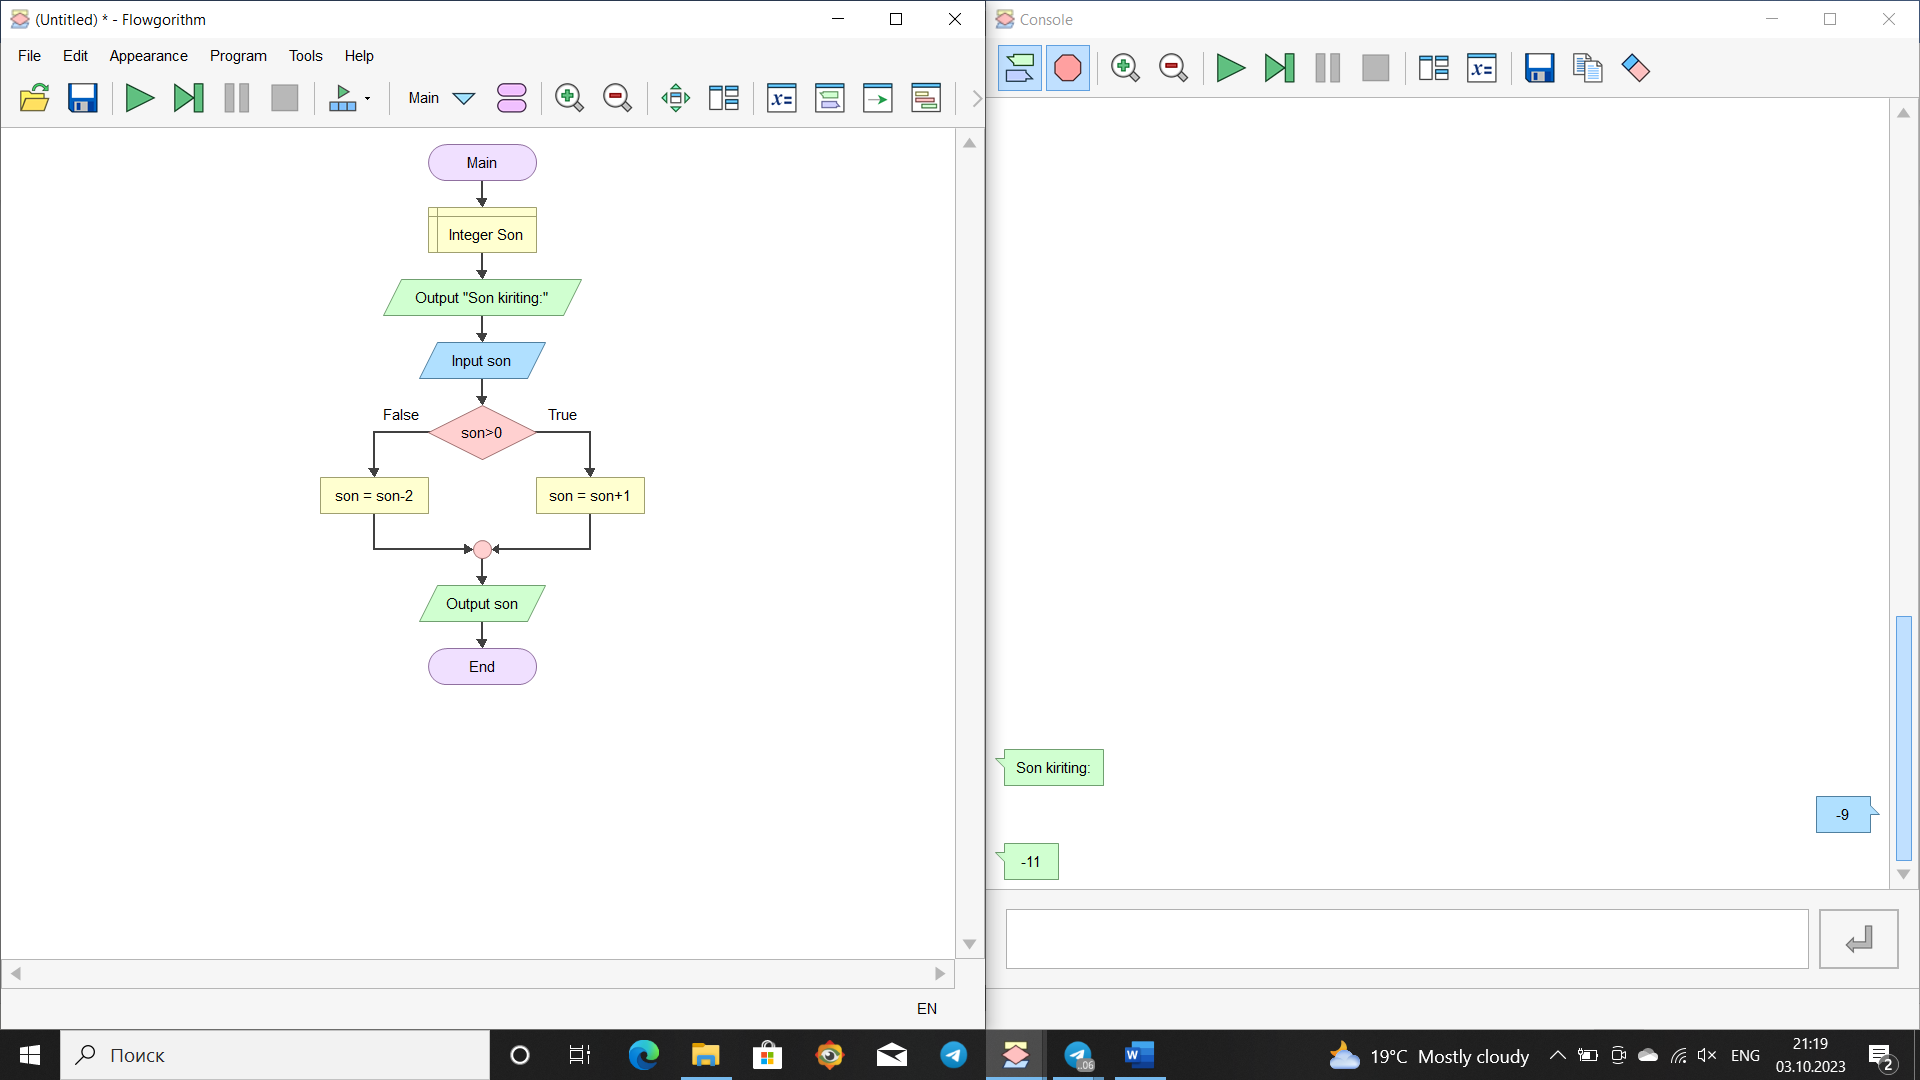 (Untitled) * - Flowgorithm
File Edit Appearance Program Tools Help
Main
x=
Main
Integer Son
Output "Son kiriting:"
Input son
False True
son>0
son = son-2 son = son+1
Output son
End
EN
Console
x=
Son kiriting:
-9
-11
Поиск
W
.06
19°C Mostly cloudy
ENG
21:19
03.10.2023
2